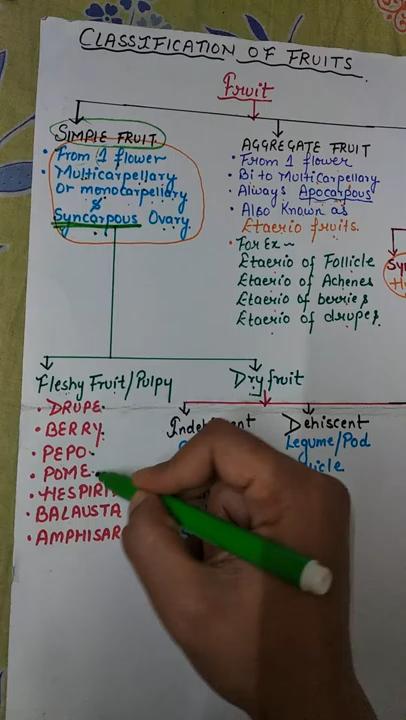 CLASSIFICATION OF FRUITS
Fruit
SIMPLE FRUIT
• From 1 flower
• Multicarpellary
or monocarpellary
&
Syncarpous Ovary
AGGREGATE FRUIT
• From 1 flower
• Bi to Multicarpellary
• Always Apocarpous
• Also Known as
Etaerio fruits.
• For Ex~
Etaerio of Follicle
Etaerio of Achenes
Etaerio of berries
Etaerio of drupes.
Fleshy Fruit/Pulpy
• DRUPE
• BERRY
• PEPO
• POME
• BALAUSTA
Dry fruit
Dehiscent
Legume/Pod